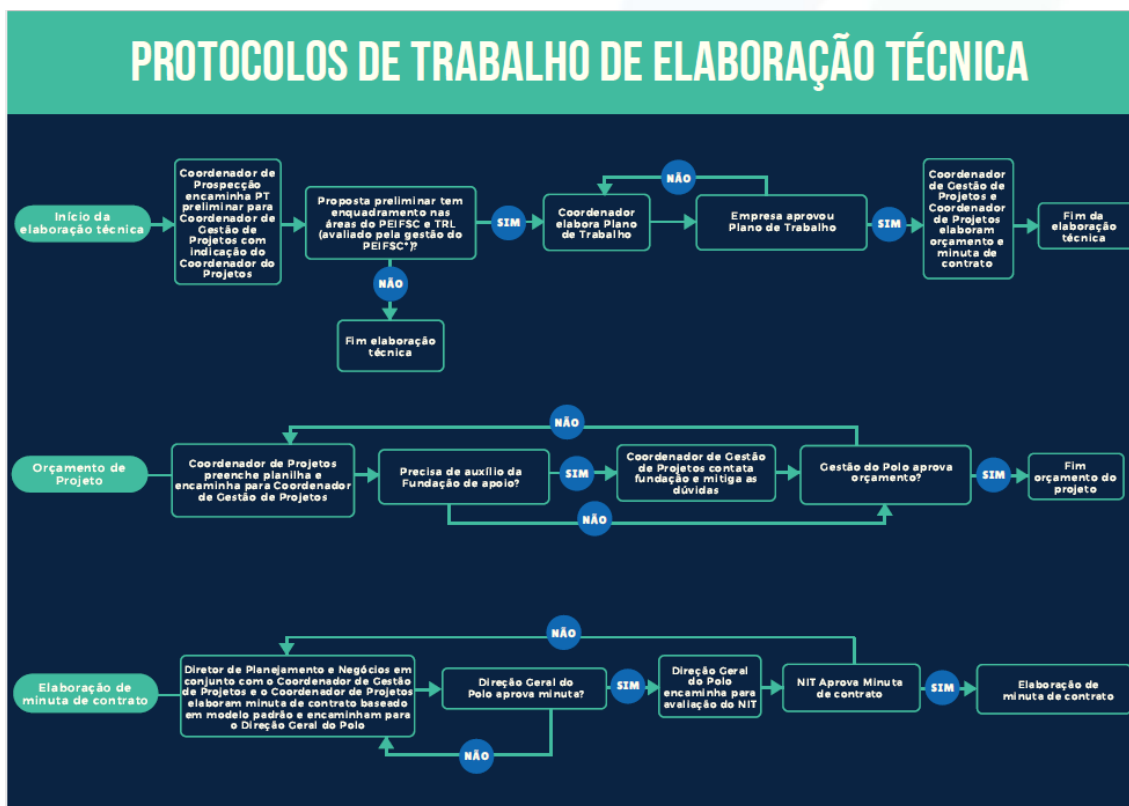 PROTOCOLOS DE TRABALHO DE ELABORAÇÃO TÉCNICA
Início da
elaboração técnica
Coordenador de
Prospecção
encaminha PT
preliminar para
Coordenador de
Gestão de
Projetos com
indicação do
Coordenador do
Projetos
Proposta preliminar tem
enquadramento nas
áreas do PEIFSC e TRL
(avaliado pela gestão do
PEIFSC*)?
SIM
NÃO
Fim elaboração
técnica
Coordenador
elabora Plano de
Trabalho
NÃO
Empresa aprovou
Plano de Trabalho
SIM
Coordenador
de Gestão de
Projetos e
Coordenador
de Projetos
elaboram
orçamento e
minuta de
contrato
Fim da
elaboração
técnica
Orçamento de
Projeto
NÃO
Coordenador de Projetos
preenche planilha e
encaminha para Coordenador
de Gestão de Projetos
Precisa de auxílio da
Fundação de apoio?
SIM
Coordenador de Gestão
de Projetos contata
fundação e mitiga as
dúvidas
NÃO
Gestão do Polo aprova
orçamento?
SIM
Fim
orçamento do
projeto
Elaboração de
minuta de contrato
NÃO
Diretor de Planejamento e Negócios em
conjunto com o Coordenador de Gestão
de Projetos e o Coordenador de Projetos
elaboram minuta de contrato baseado
em modelo padrão e encaminham para
o Direção Geral do Polo
Direção Geral do
Polo aprova minuta?
NÃO
SIM
Direção Geral
do Polo
encaminha para
avaliação do NIT
NIT Aprova Minuta
de contrato
SIM
Elaboração de
minuta de contrato